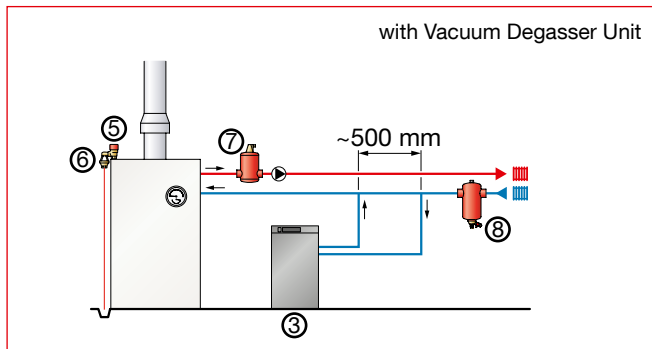 with Vacuum Degasser Unit
⑤
⑥
⑦
~500 mm
⑧
③